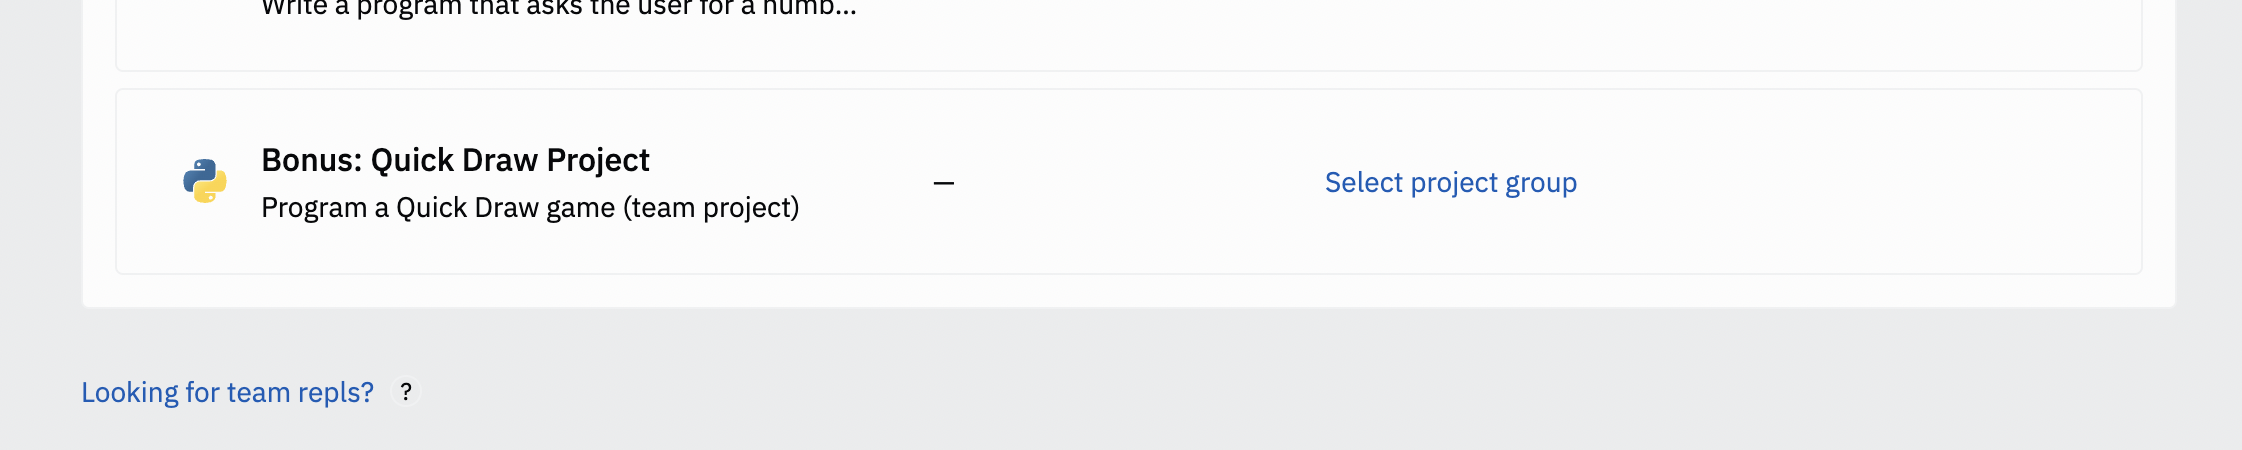 Write a program that asks the user for a numb...
Bonus: Quick Draw Project
Program a Quick Draw game (team project)
—
Select project group
Looking for team repls? ?